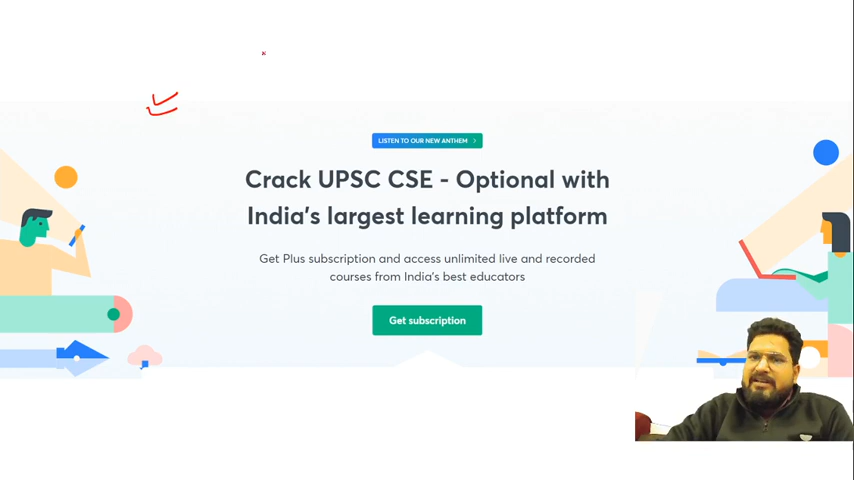 LISTEN TO OUR NEW ANTHEM
Crack UPSC CSE - Optional with
India's largest learning platform
Get Plus subscription and access unlimited live and recorded
courses from India's best educators
Get subscription